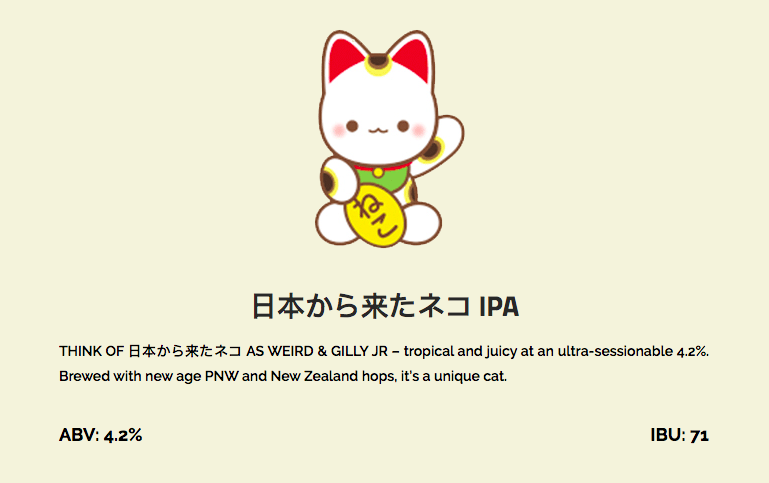 ねこ
日本から来たネコ IPA
THINK OF 日本から来たネコ AS WEIRD & GILLY JR – tropical and juicy at an ultra-sessionable 4.2%.
Brewed with new age PNW and New Zealand hops, it's a unique cat.
ABV: 4.2%
IBU: 71